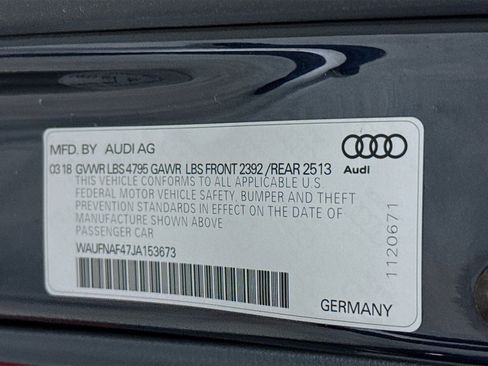 MFD. BY AUDI AG
03 18 GVWR LBS 4795 GAWR LBS FRONT 2392 /REAR 2513
Audi
THIS VEHICLE CONFORMS TO ALL APPLICABLE U.S.
FEDERAL MOTOR VEHICLE SAFETY, BUMPER AND THEFT
PREVENTION STANDARDS IN EFFECT ON THE DATE OF
MANUFACTURE SHOWN ABOVE
PASSENGER CAR
WAUFNAF47JA153673
1120671
GERMANY